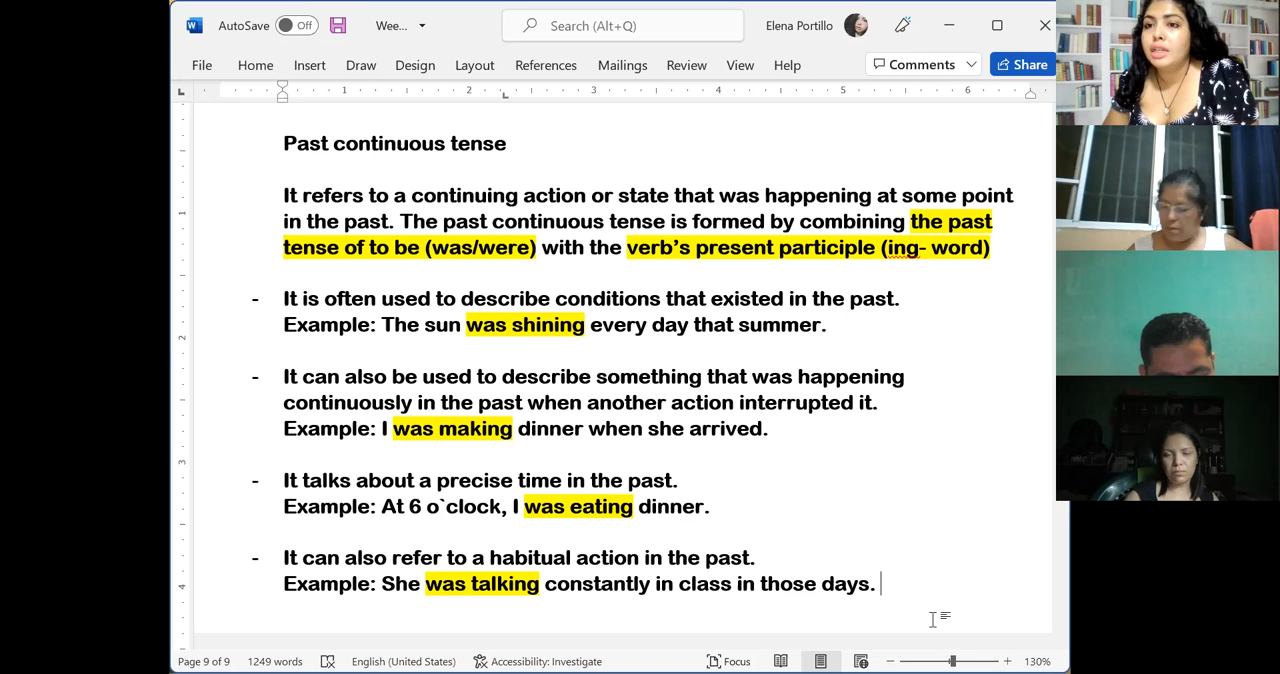 AutoSave Off Wee... Search (Alt+Q) Elena Portillo
File Home Insert Draw Design Layout References Mailings Review View Help Comments Share
1 2 3 4 5 6
Past continuous tense
It refers to a continuing action or state that was happening at some point
in the past. The past continuous tense is formed by combining the past
tense of to be (was/were) with the verb’s present participle (ing- word)
- It is often used to describe conditions that existed in the past.
Example: The sun was shining every day that summer.
- It can also be used to describe something that was happening
continuously in the past when another action interrupted it.
Example: I was making dinner when she arrived.
- It talks about a precise time in the past.
Example: At 6 o`clock, I was eating dinner.
- It can also refer to a habitual action in the past.
Example: She was talking constantly in class in those days.
Page 9 of 9 1249 words English (United States) Accessibility: Investigate Focus 130%